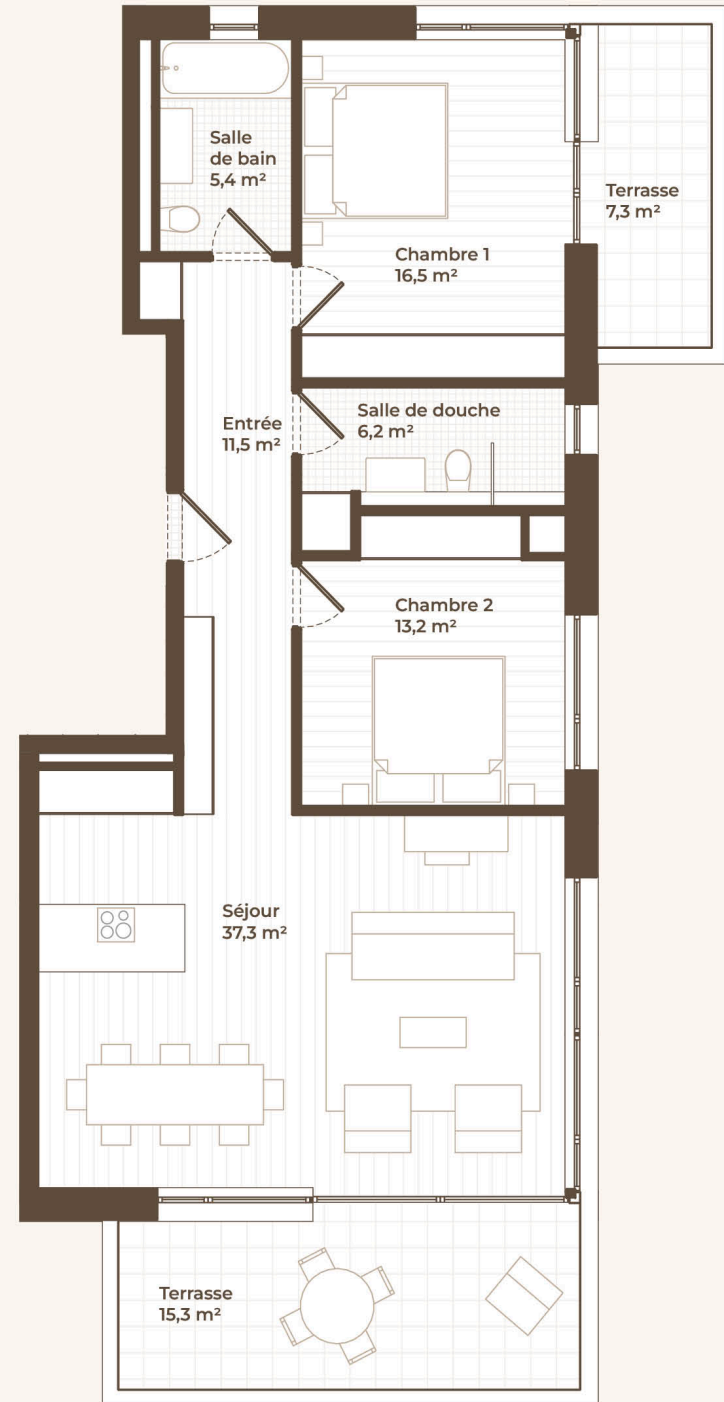 Salle
de bain
5,4 m²
Terrasse
7,3 m²
Chambre 1
16,5 m²
Entrée
11,5 m²
Salle de douche
6,2 m²
Chambre 2
13,2 m²
Séjour
37,3 m²
Terrasse
15,3 m²